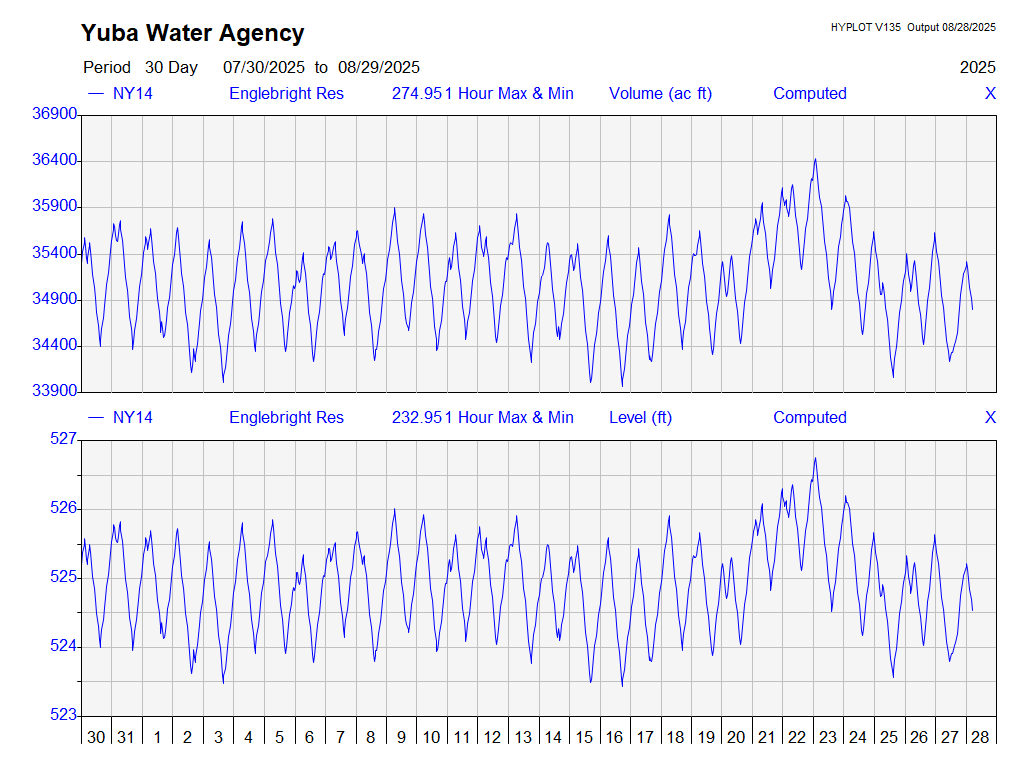 Yuba Water Agency
HYPLOT V135 Output 08/28/2025
Period 30 Day 07/30/2025 to 08/29/2025 2025
— NY14 Englebright Res 274.951 Hour Max & Min Volume (ac ft) Computed X
36900
36400
35900
35400
34900
34400
33900
— NY14 Englebright Res 232.951 Hour Max & Min Level (ft) Computed X
527
526
525
524
523
30 31 1 2 3 4 5 6 7 8 9 10 11 12 13 14 15 16 17 18 19 20 21 22 23 24 25 26 27 28